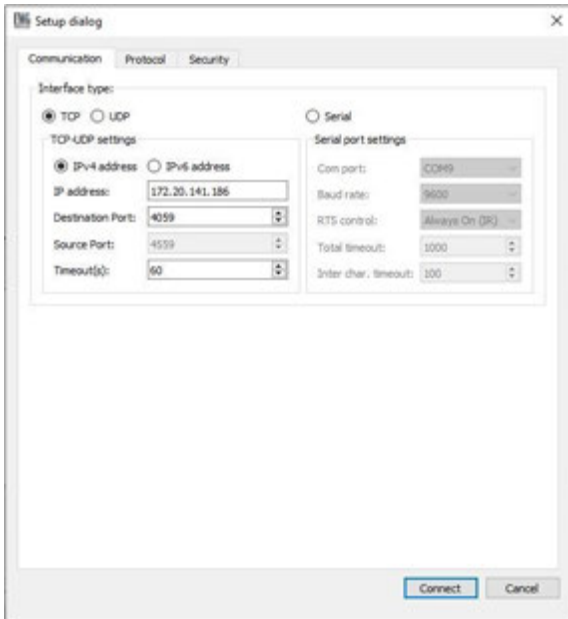 Setup dialog
Communication Protocol Security
Interface type:
TCP UDP Serial
TCP-UDP settings
IPv4 address IPv6 address
IP address: 172.20.141.186
Destination Port: 4059
Source Port: 4559
Timeout(s): 60
Serial port settings
Com port: COM9
Baud rate: 9600
RTS control: Always On (IR)
Total timeout: 1000
Inter char. timeout: 100
Connect Cancel